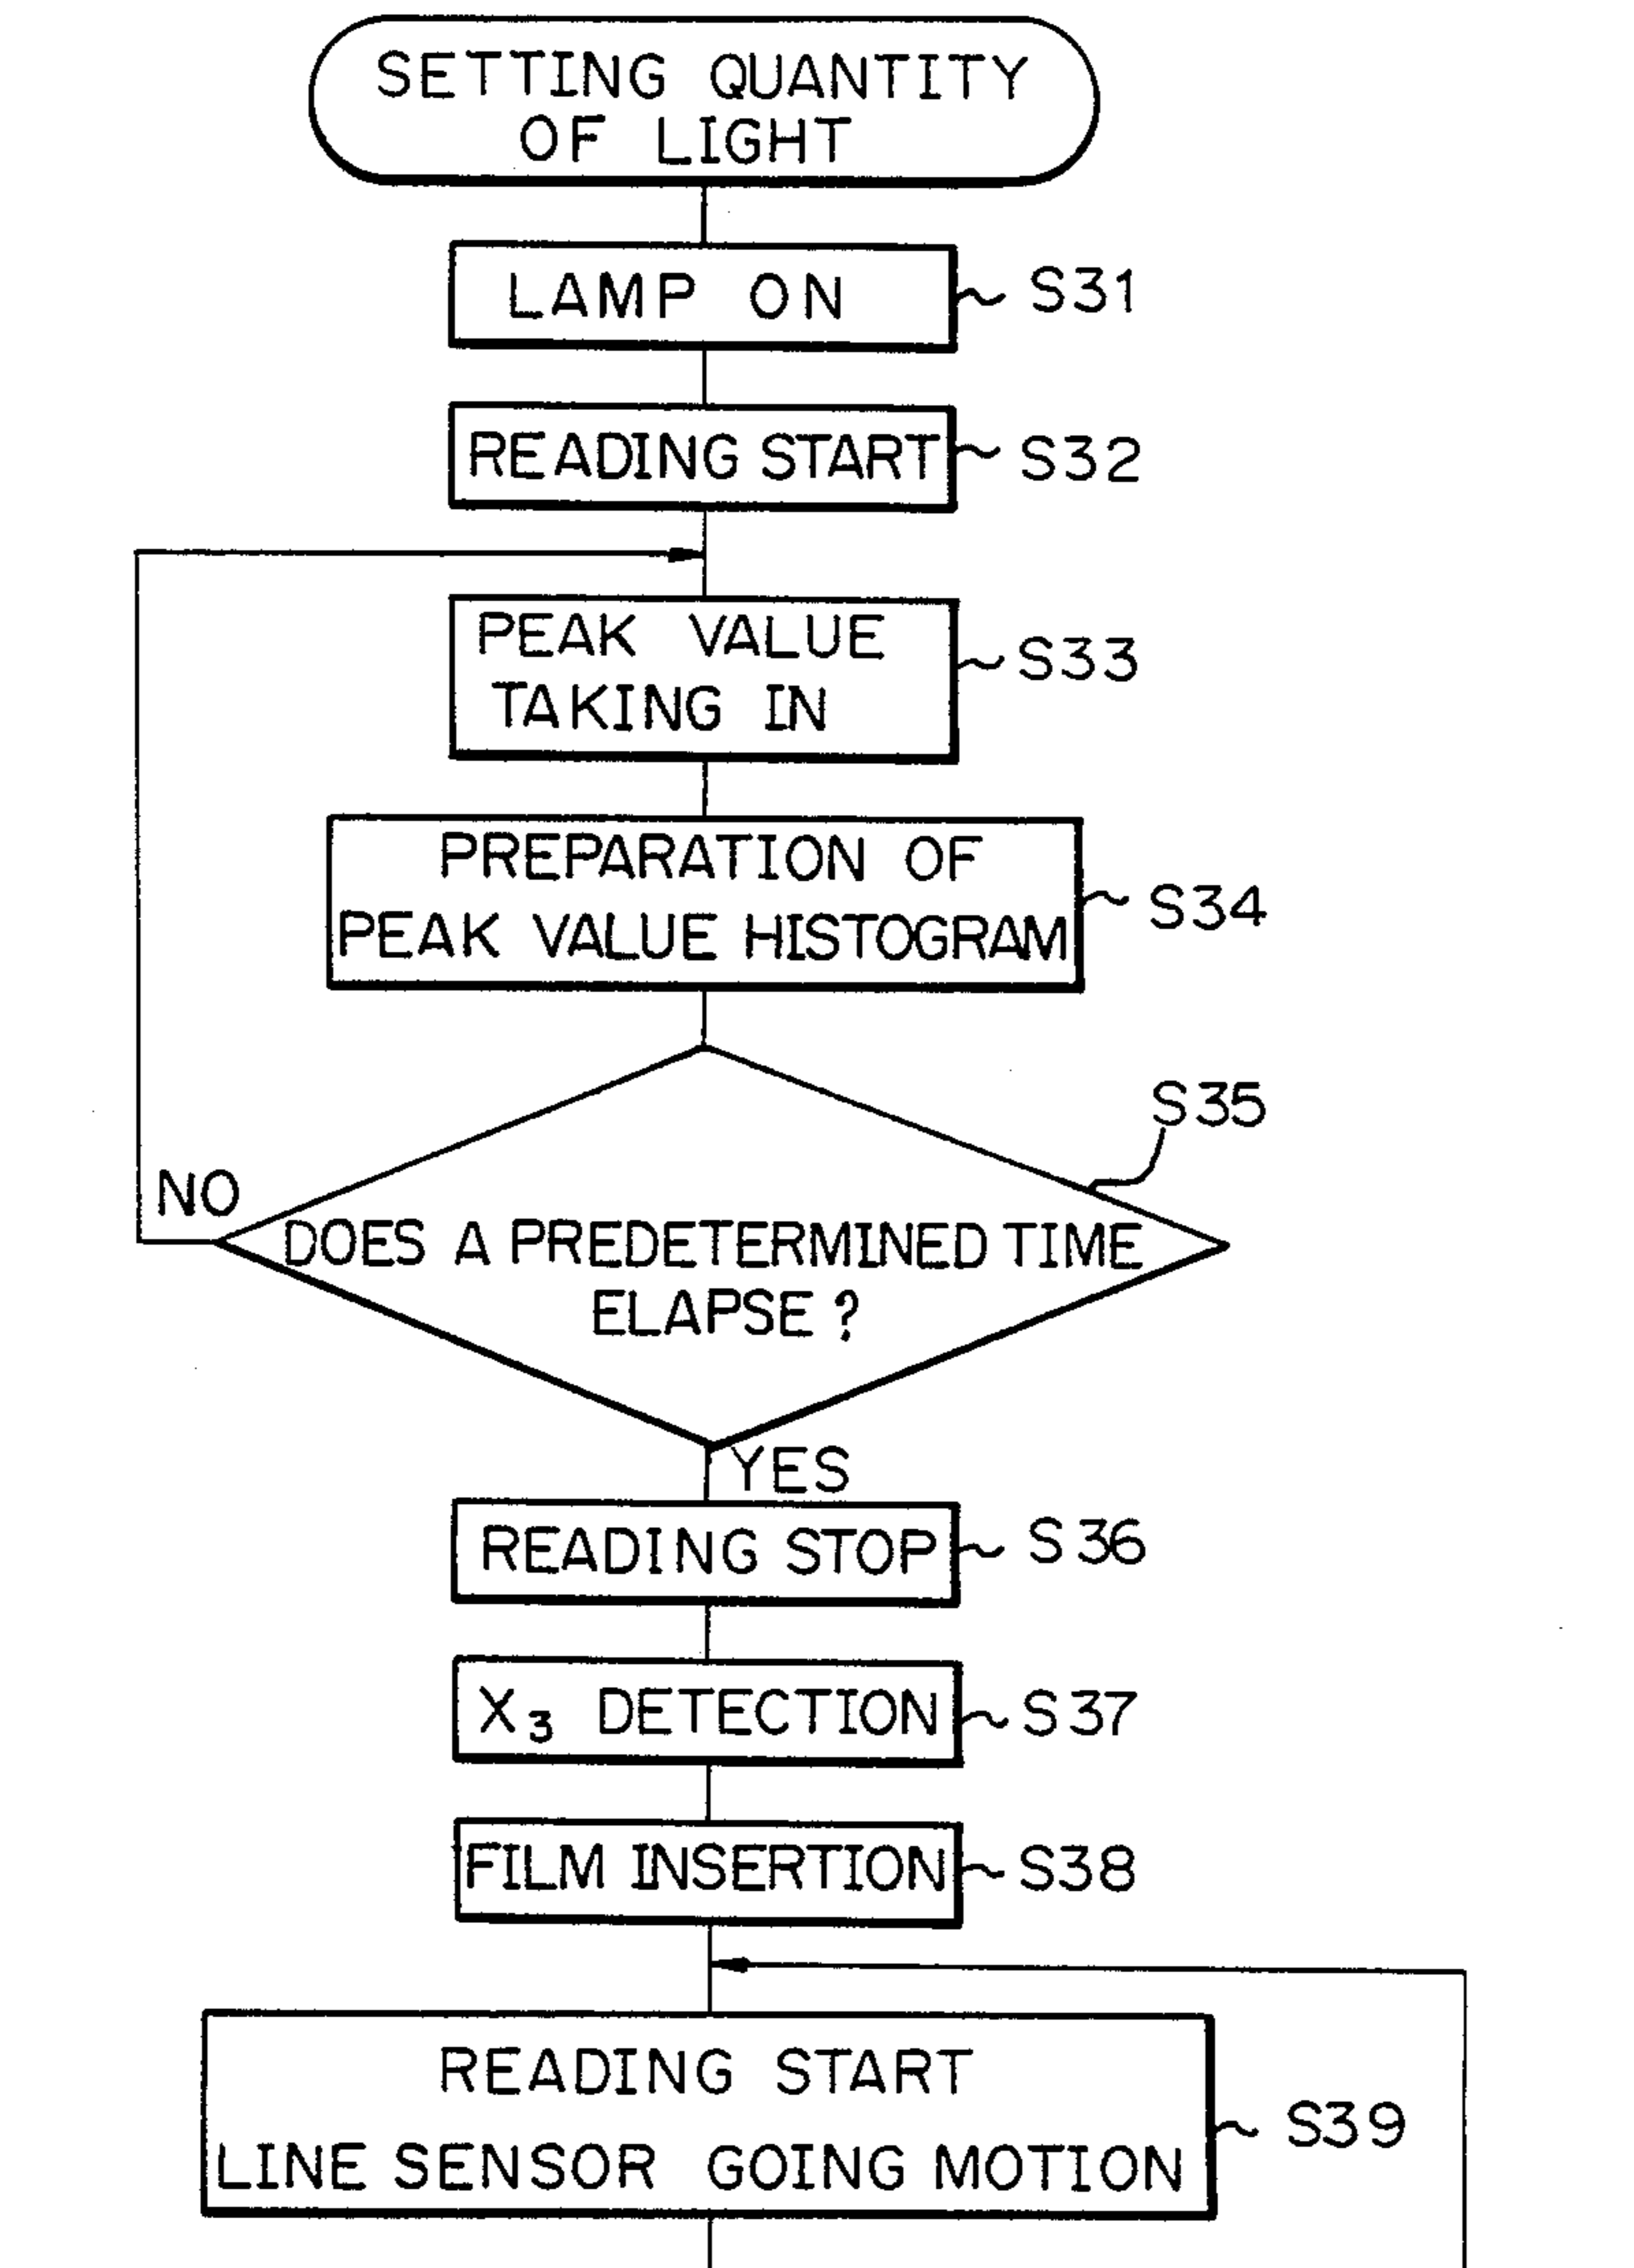 SETTING QUANTITY
OF LIGHT
LAMP ON
S31
READING START
S32
PEAK VALUE
TAKING IN
S33
PREPARATION OF
PEAK VALUE HISTOGRAM
S34
S35
NO
DOES A PREDETERMINED TIME
ELAPSE?
YES
READING STOP
S36
X₃ DETECTION
S37
FILM INSERTION
S38
READING START
LINE SENSOR GOING MOTION
S39